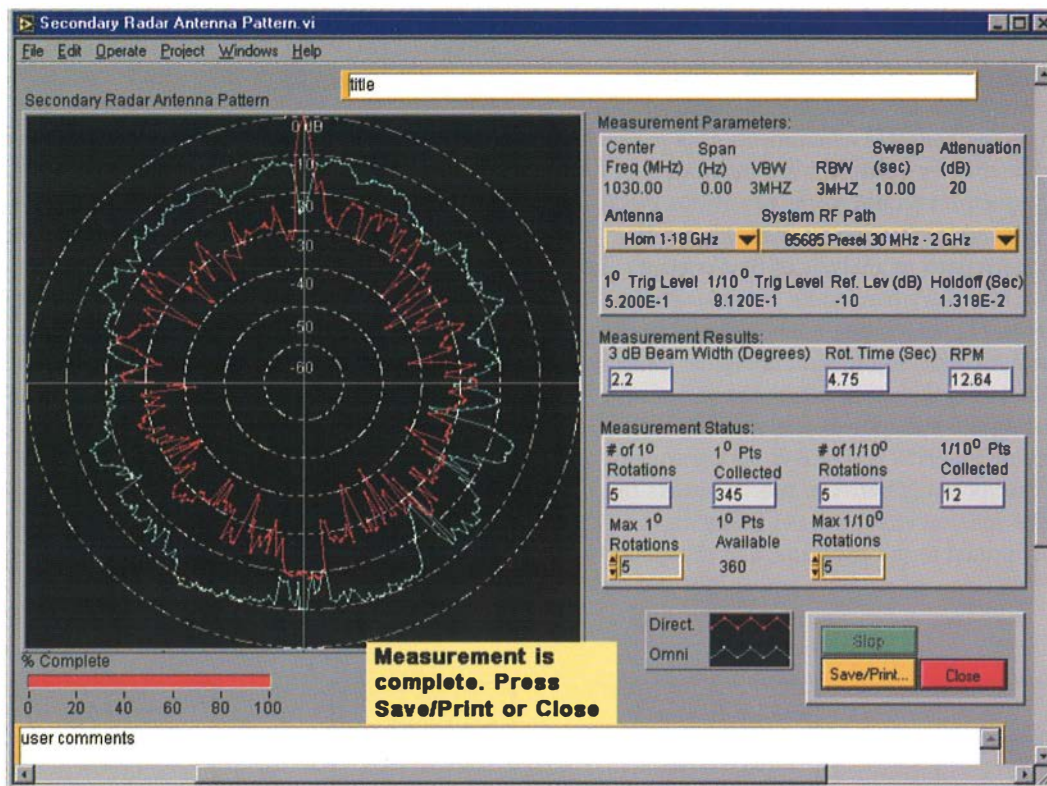 Secondary Radar Antenna Pattern.vi
File Edit Operate Project Windows Help
title
Secondary Radar Antenna Pattern
0 dB
-10
-20
-30
-40
-50
-60
Measurement Parameters:
Center Freq (MHz) Span (Hz) VBW RBW Sweep (sec) Attenuation (dB)
1030.00 0.00 3MHZ 3MHZ 10.00 20
Antenna System RF Path
Horn 1-18 GHz 85685 Presel 30 MHz - 2 GHz
1⁰ Trig Level 1/10⁰ Trig Level Ref. Lev (dB) Holdoff (Sec)
5.200E-1 9.120E-1 -10 1.318E-2
Measurement Results:
3 dB Beam Width (Degrees) Rot. Time (Sec) RPM
2.2 4.75 12.64
Measurement Status:
# of 10 Rotations 1⁰ Pts Collected # of 1/10⁰ Rotations 1/10⁰ Pts Collected
5 345 5 12
Max 1⁰ Rotations 1⁰ Pts Available Max 1/10⁰ Rotations
5 360 5
Direct.
Omni
Stop
Save/Print... Close
% Complete
0 20 40 60 80 100
Measurement is
complete. Press
Save/Print or Close
user comments